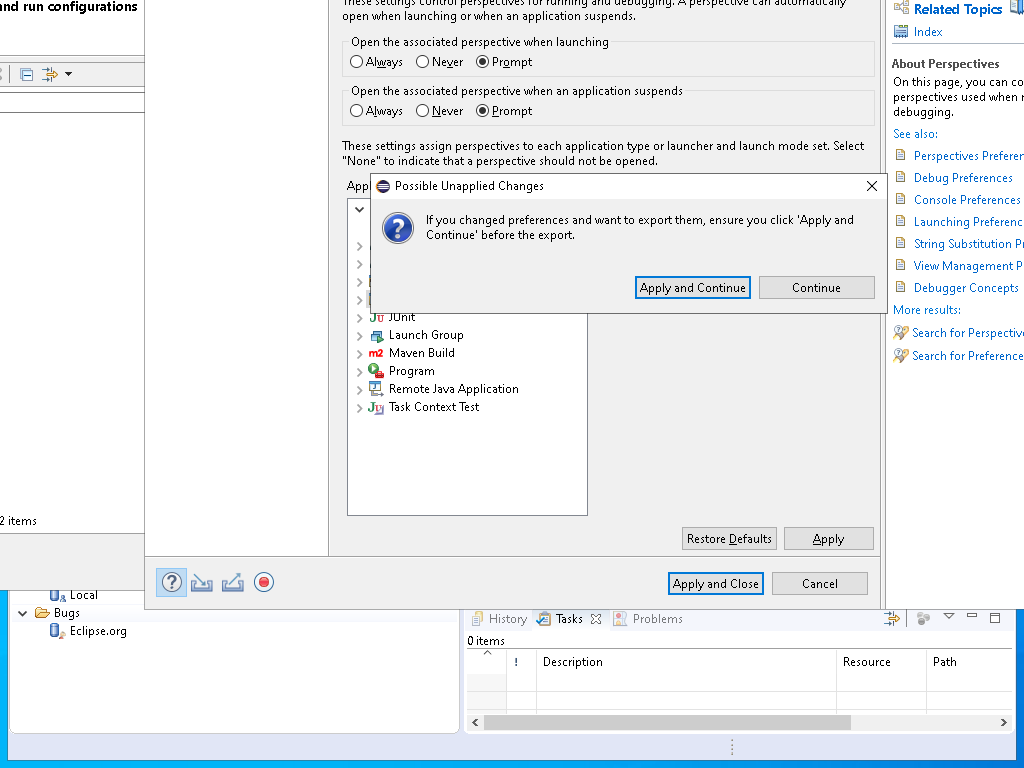 and run configurations
2 items
These settings control perspectives for running and debugging. A perspective can automatically
open when launching or when an application suspends.
Open the associated perspective when launching
Always
Never
Prompt
Open the associated perspective when an application suspends
Always
Never
Prompt
These settings assign perspectives to each application type or launcher and launch mode set. Select
"None" to indicate that a perspective should not be opened.
Possible Unapplied Changes
If you changed preferences and want to export them, ensure you click 'Apply and
Continue' before the export.
Apply and Continue
Continue
JUnit
Launch Group
Maven Build
Program
Remote Java Application
Task Context Test
Restore Defaults
Apply
Apply and Close
Cancel
Related Topics
Index
About Perspectives
On this page, you can
perspectives used when
debugging.
See also:
Perspectives
Debug Preferences
Console Preferences
Launching
String Substitution
View Management
Debugger Concepts
More results:
Search for
Search for
Local
Bugs
Eclipse.org
History
Tasks
Problems
0 items
!
Description
Resource
Path